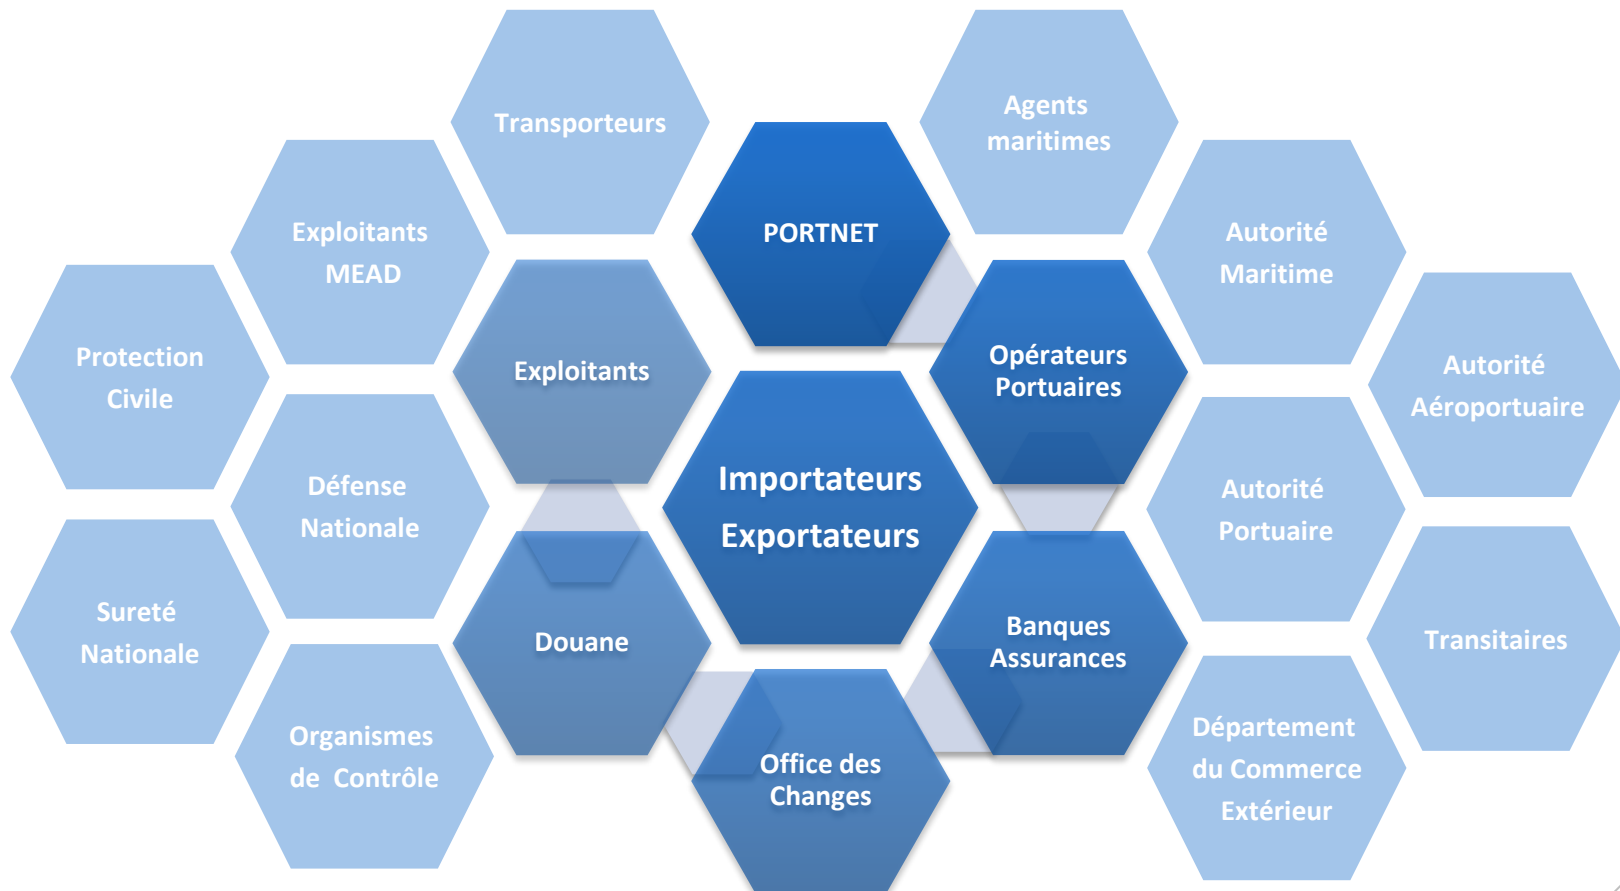 Transporteurs
Agents
maritimes
PORTNET
Exploitants
MEAD
Autorité
Maritime
Protection
Civile
Exploitants
Opérateurs
Portuaires
Autorité
Aéroportuaire
Défense
Nationale
Importateurs
Exportateurs
Autorité
Portuaire
Sureté
Nationale
Douane
Banques
Assurances
Transitaires
Organismes
de Contrôle
Office des
Changes
Département
du Commerce
Extérieur